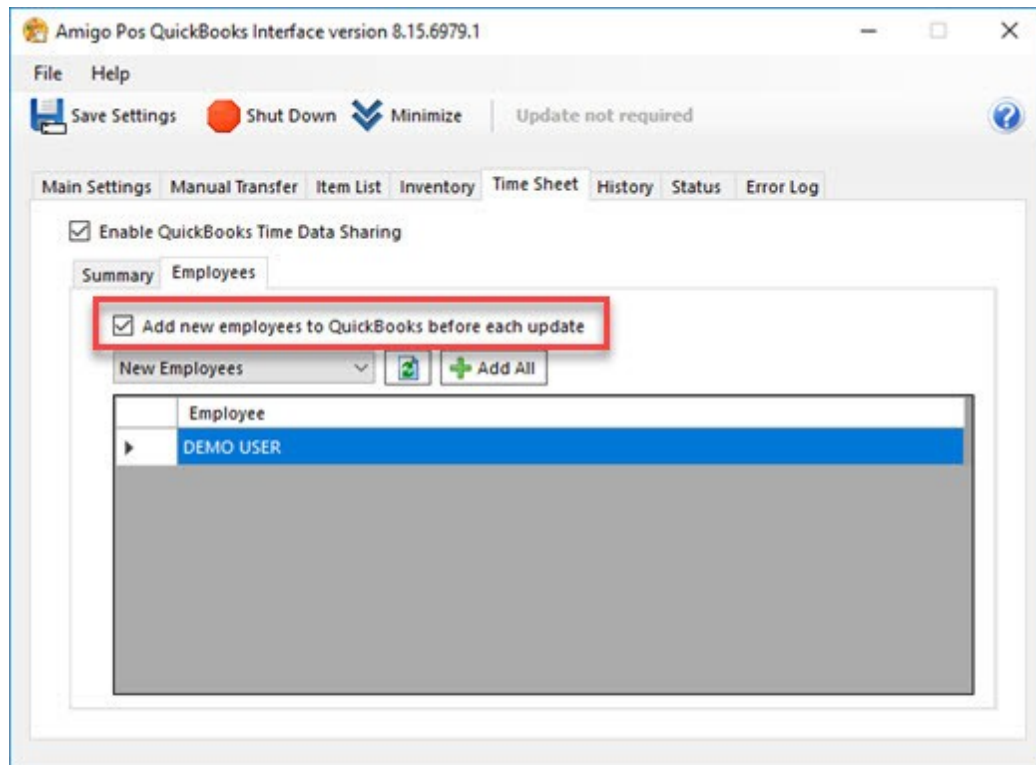 Amigo Pos QuickBooks Interface version 8.15.6979.1
File Help
Save Settings Shut Down Minimize Update not required
Main Settings Manual Transfer Item List Inventory Time Sheet History Status Error Log
Enable QuickBooks Time Data Sharing
Summary Employees
Add new employees to QuickBooks before each update
New Employees Add All
Employee
DEMO USER